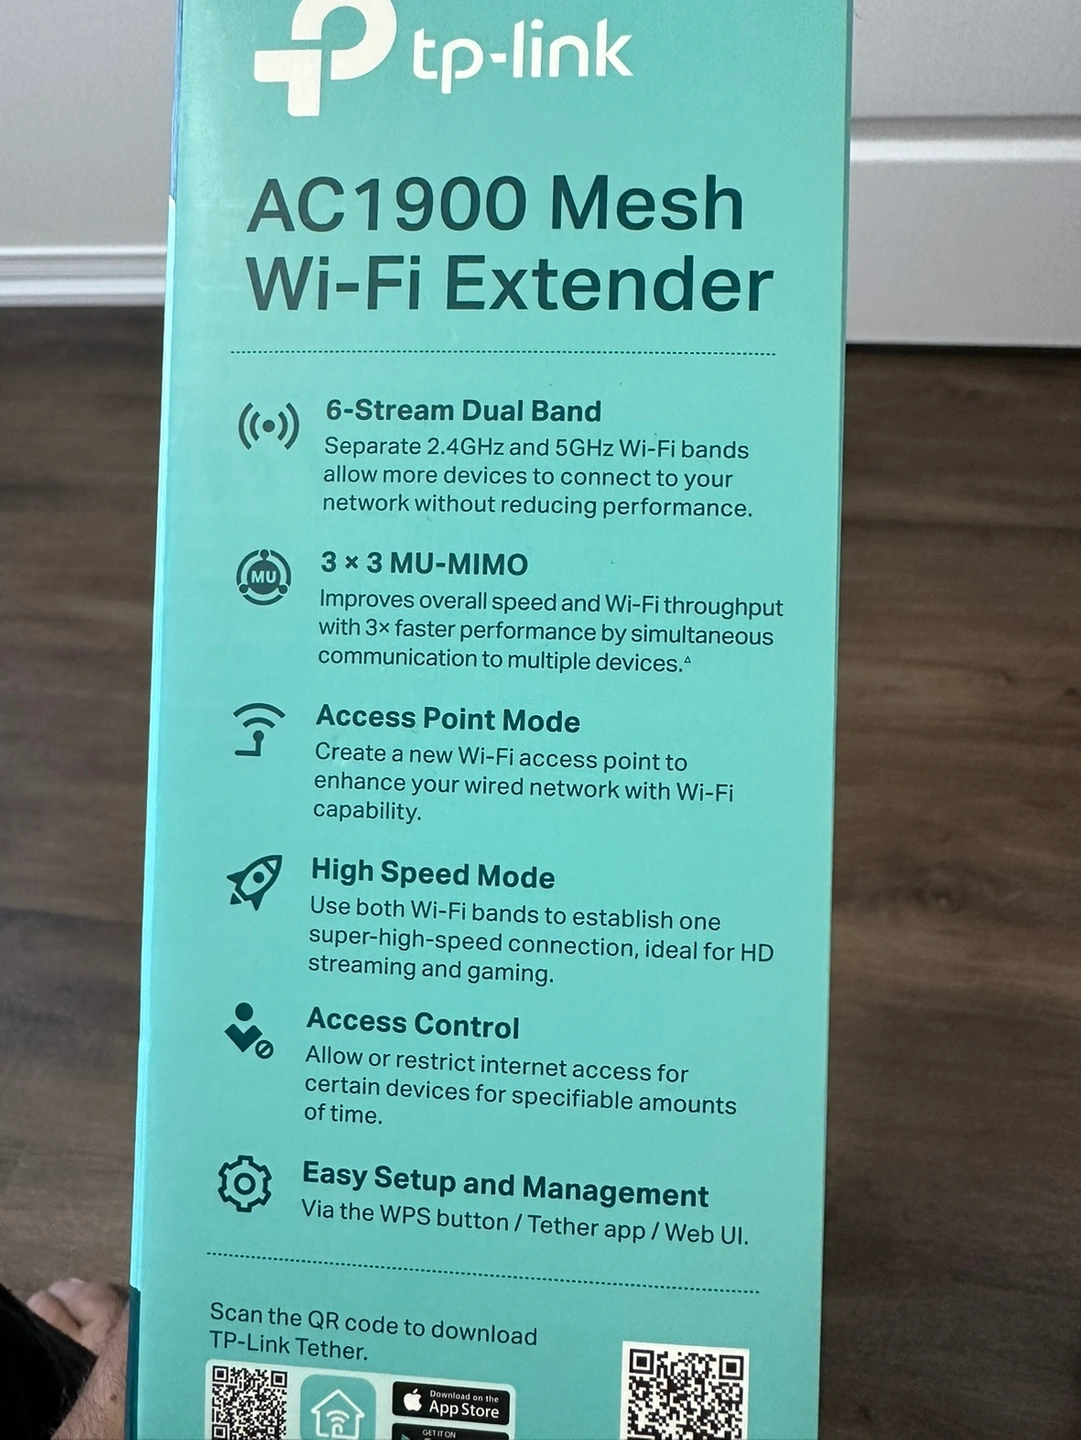 tp-link
AC1900 Mesh
Wi-Fi Extender
6-Stream Dual Band
Separate 2.4GHz and 5GHz Wi-Fi bands
allow more devices to connect to your
network without reducing performance.
MU
3 × 3 MU-MIMO
Improves overall speed and Wi-Fi throughput
with 3× faster performance by simultaneous
communication to multiple devices.Δ
Access Point Mode
Create a new Wi-Fi access point to
enhance your wired network with Wi-Fi
capability.
High Speed Mode
Use both Wi-Fi bands to establish one
super-high-speed connection, ideal for HD
streaming and gaming.
Access Control
Allow or restrict internet access for
certain devices for specifiable amounts
of time.
Easy Setup and Management
Via the WPS button / Tether app / Web UI.
Scan the QR code to download
TP-Link Tether.
Download on the
App Store
GET IT ON